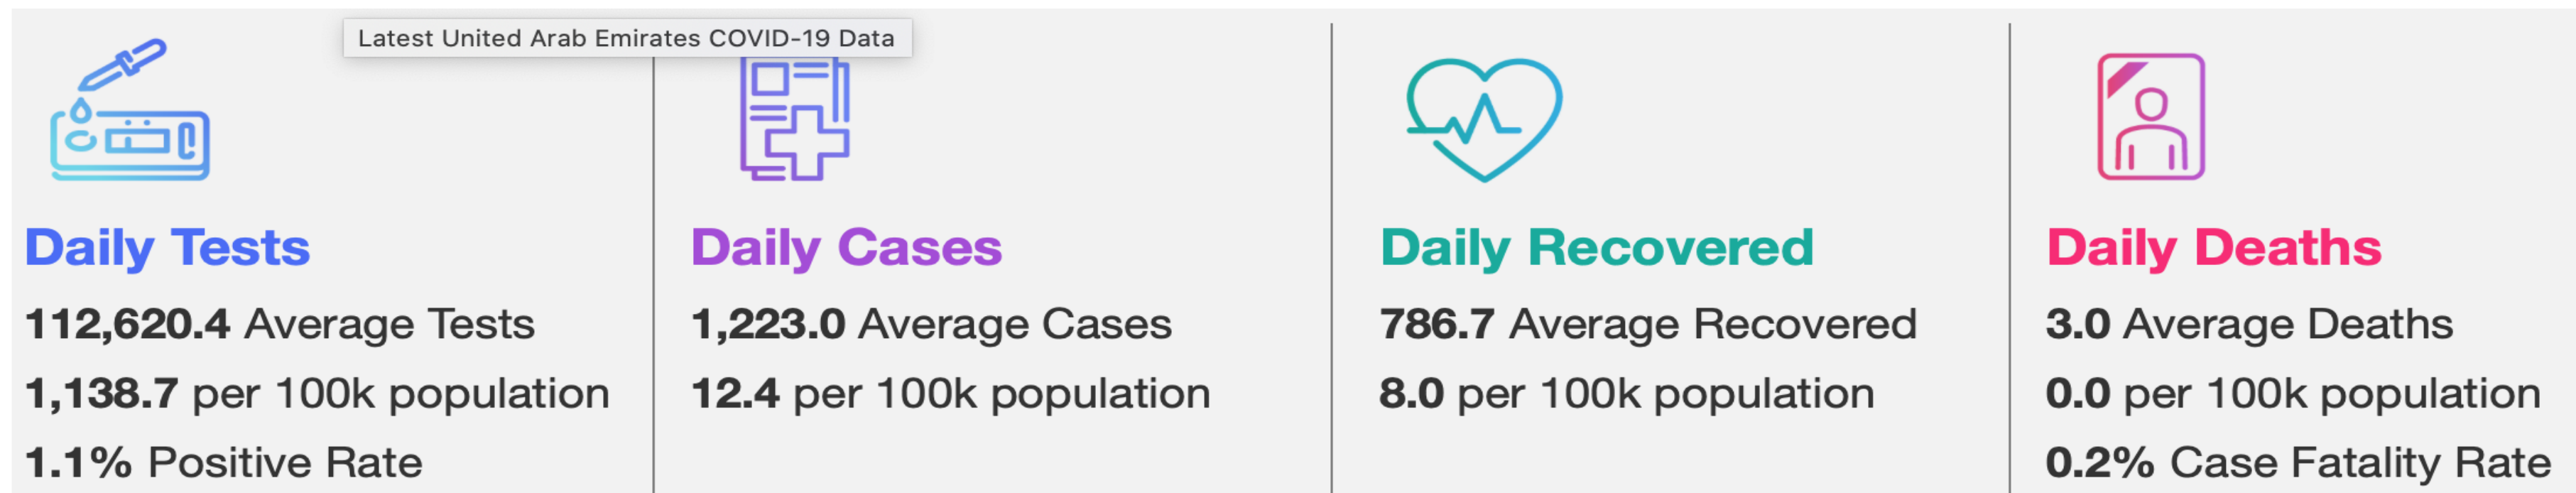 Latest United Arab Emirates COVID-19 Data
Daily Tests
112,620.4 Average Tests
1,138.7 per 100k population
1.1% Positive Rate
Daily Cases
1,223.0 Average Cases
12.4 per 100k population
Daily Recovered
786.7 Average Recovered
8.0 per 100k population
Daily Deaths
3.0 Average Deaths
0.0 per 100k population
0.2% Case Fatality Rate